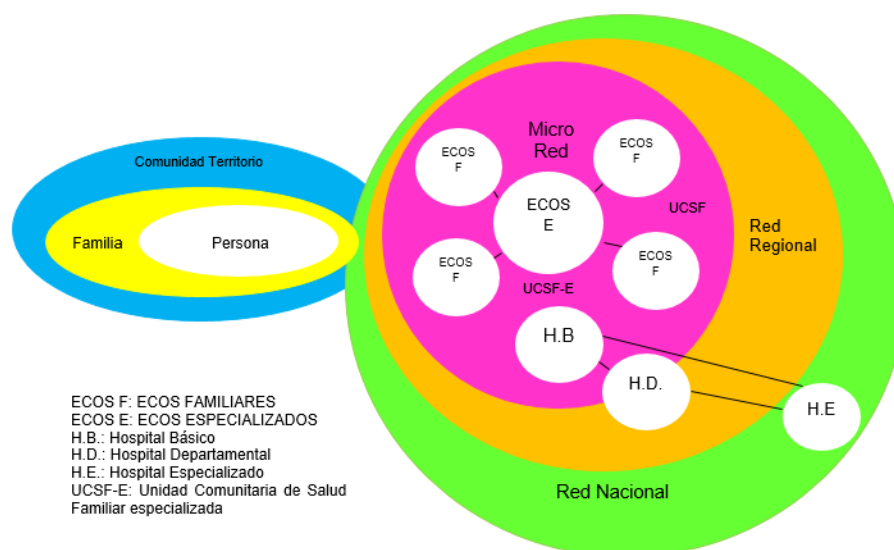 Comunidad Territorio
Familia
Persona
Micro
Red
ECOS
F
ECOS
F
ECOS
E
UCSF
ECOS
F
ECOS
F
UCSF-E
Red
Regional
H.B
H.D.
H.E
Red Nacional
ECOS F: ECOS FAMILIARES
ECOS E: ECOS ESPECIALIZADOS
H.B.: Hospital Básico
H.D.: Hospital Departamental
H.E.: Hospital Especializado
UCSF-E: Unidad Comunitaria de Salud
Familiar especializada